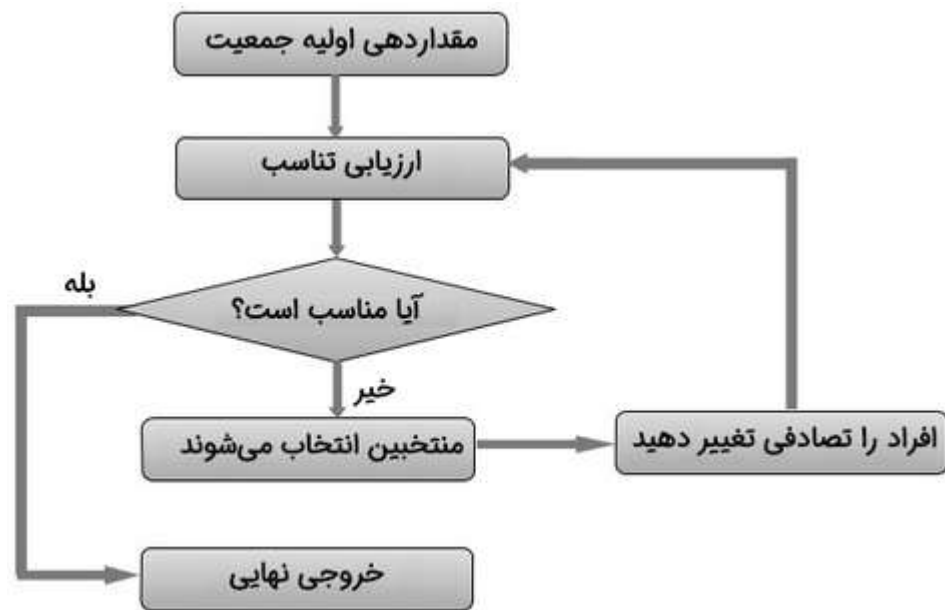 مقداردهی اولیه جمعیت
ارزیابی تناسب
آیا مناسب است؟
بله
خیر
منتخبین انتخاب می‌شوند
افراد را تصادفی تغییر دهید
خروجی نهایی